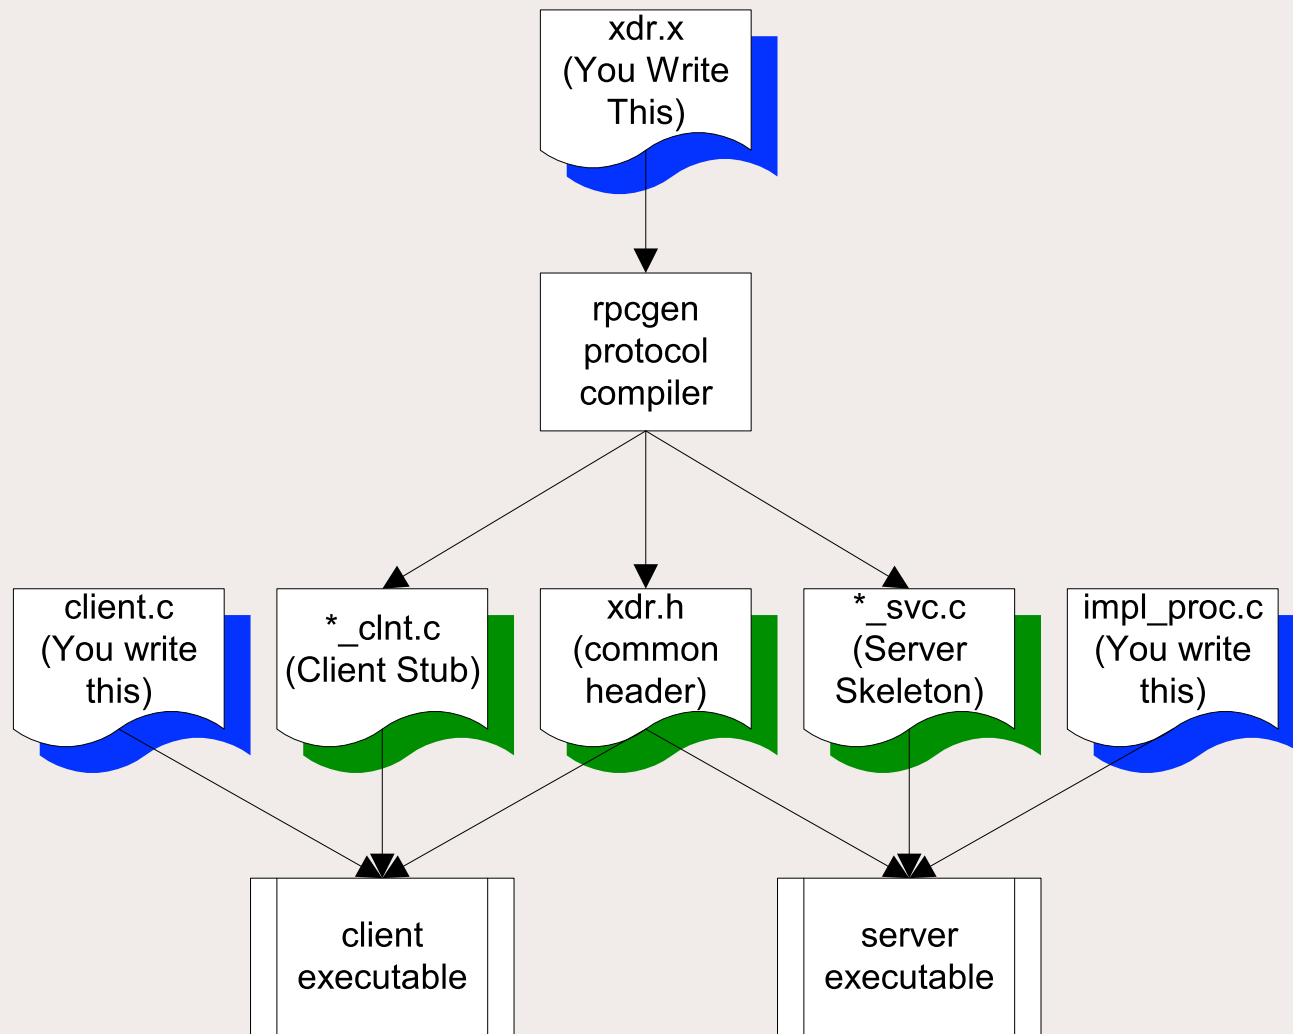 xdr.x
(You Write
This)
rpcgen
protocol
compiler
client.c
(You write
this)
*_clnt.c
(Client Stub)
xdr.h
(common
header)
*_svc.c
(Server
Skeleton)
impl_proc.c
(You write
this)
client
executable
server
executable